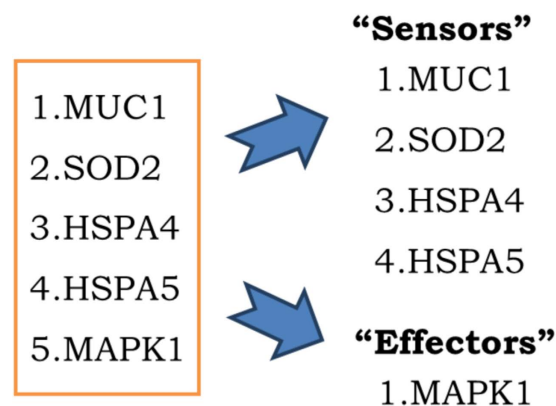 1.MUC1
2.SOD2
3.HSPA4
4.HSPA5
5.MAPK1
“Sensors”
1.MUC1
2.SOD2
3.HSPA4
4.HSPA5
“Effectors”
1.MAPK1